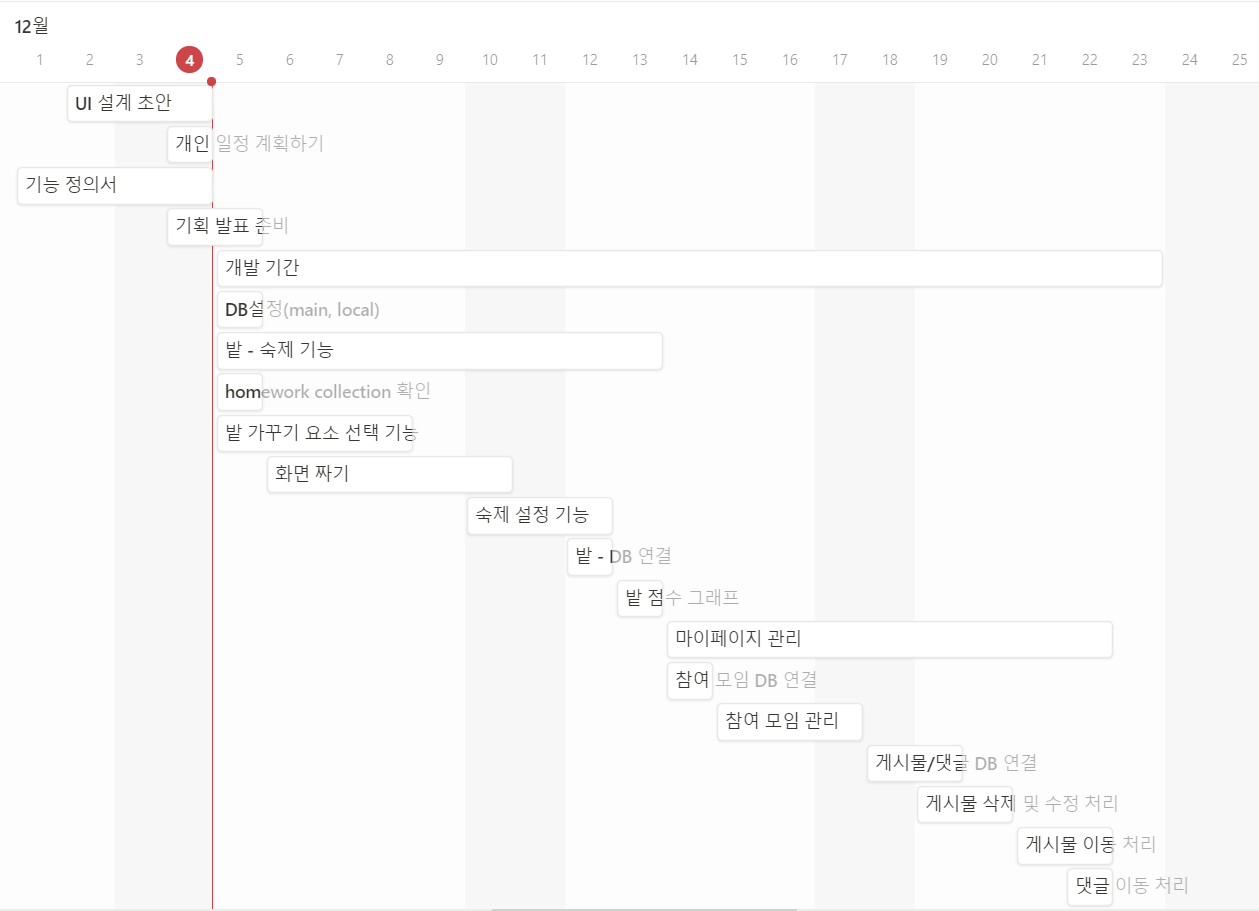 12월
1 2 3 4 5 6 7 8 9 10 11 12 13 14 15 16 17 18 19 20 21 22 23 24 25
UI 설계 초안
개인 일정 계획하기
기능 정의서
기획 발표 준비
개발 기간
DB설정(main, local)
밭 - 숙제 기능
homework collection 확인
밭 가꾸기 요소 선택 기능
화면 짜기
숙제 설정 기능
밭 - DB 연결
밭 점수 그래프
마이페이지 관리
참여 모임 DB 연결
참여 모임 관리
게시물/댓글 DB 연결
게시물 삭제 및 수정 처리
게시물 이동 처리
댓글 이동 처리